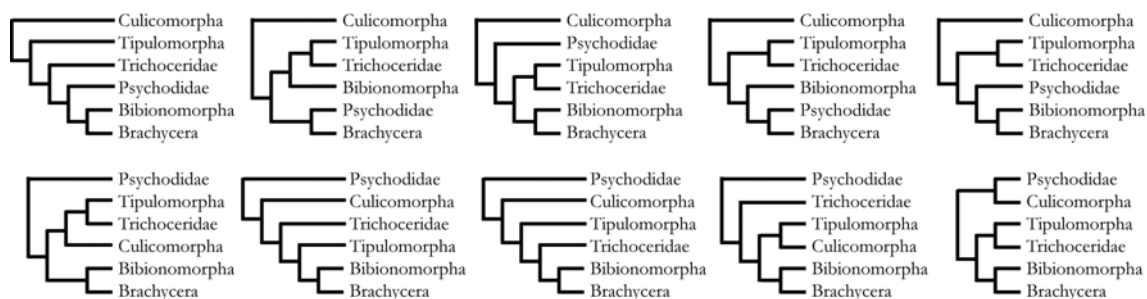 Culicomorpha
Tipulomorpha
Trichoceridae
Psychodidae
Bibionomorpha
Brachycera
Culicomorpha
Tipulomorpha
Trichoceridae
Bibionomorpha
Psychodidae
Brachycera
Culicomorpha
Psychodidae
Tipulomorpha
Trichoceridae
Bibionomorpha
Brachycera
Culicomorpha
Tipulomorpha
Trichoceridae
Bibionomorpha
Psychodidae
Brachycera
Culicomorpha
Tipulomorpha
Trichoceridae
Psychodidae
Bibionomorpha
Brachycera
Psychodidae
Tipulomorpha
Trichoceridae
Culicomorpha
Bibionomorpha
Brachycera
Psychodidae
Culicomorpha
Trichoceridae
Tipulomorpha
Bibionomorpha
Brachycera
Psychodidae
Culicomorpha
Tipulomorpha
Trichoceridae
Bibionomorpha
Brachycera
Psychodidae
Trichoceridae
Tipulomorpha
Culicomorpha
Bibionomorpha
Brachycera
Psychodidae
Culicomorpha
Tipulomorpha
Trichoceridae
Bibionomorpha
Brachycera